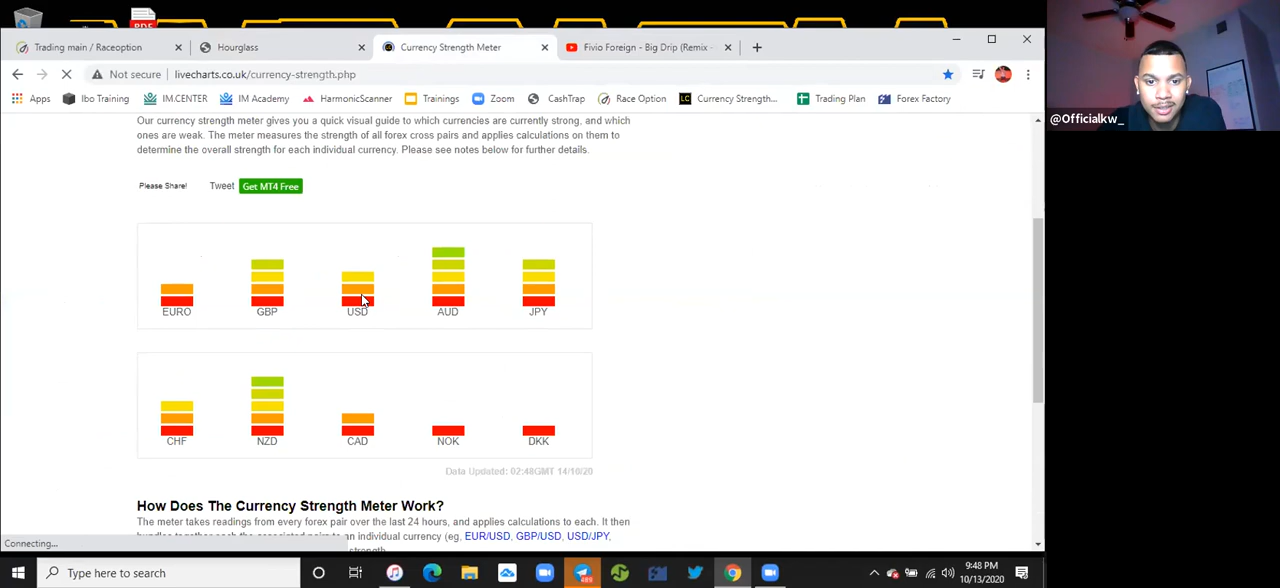 PDF
Trading main / Raceoption
Hourglass
Currency Strength Meter
Fivio Foreign - Big Drip (Remix -
Not secure
livecharts.co.uk/currency-strength.php
Apps
Ibo Training
IM.CENTER
IM Academy
HarmonicScanner
Trainings
Zoom
CashTrap
Race Option
LC
Currency Strength...
Trading Plan
Forex Factory
@Officialkw_
Our currency strength meter gives you a quick visual guide to which currencies are currently strong, and which
ones are weak. The meter measures the strength of all forex cross pairs and applies calculations on them to
determine the overall strength for each individual currency. Please see notes below for further details.
Please Share!
Tweet
Get MT4 Free
EURO
GBP
USD
AUD
JPY
CHF
NZD
CAD
NOK
DKK
Data Updated: 02:48GMT 14/10/20
How Does The Currency Strength Meter Work?
The meter takes readings from every forex pair over the last 24 hours, and applies calculations to each. It then
an individual currency (eg, EUR/USD, GBP/USD, USD/JPY,
strength
Connecting...
Type here to search
9:48 PM
10/13/2020